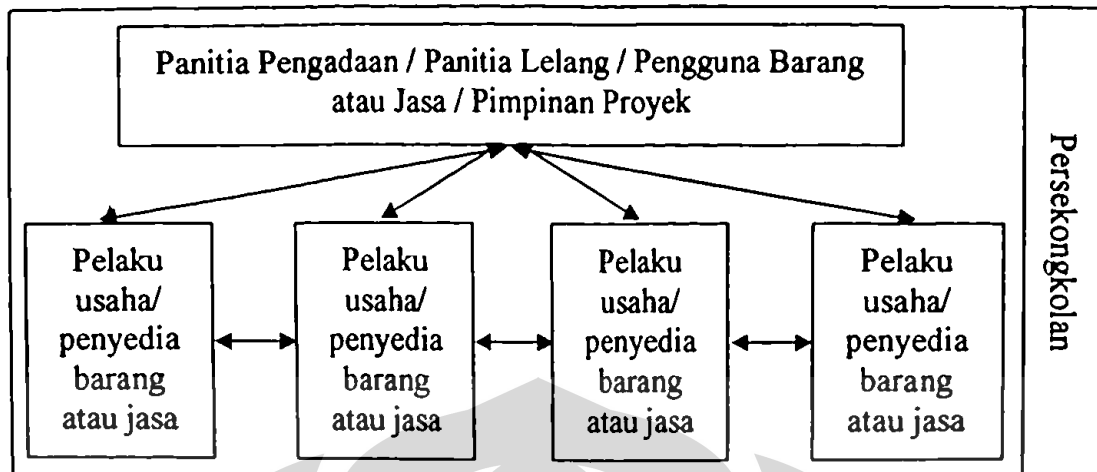 Panitia Pengadaan / Panitia Lelang / Pengguna Barang
atau Jasa / Pimpinan Proyek
Pelaku
usaha/
penyedia
barang
atau jasa
Pelaku
usaha/
penyedia
barang
atau jasa
Pelaku
usaha/
penyedia
barang
atau jasa
Pelaku
usaha/
penyedia
barang
atau jasa
Persekongkolan